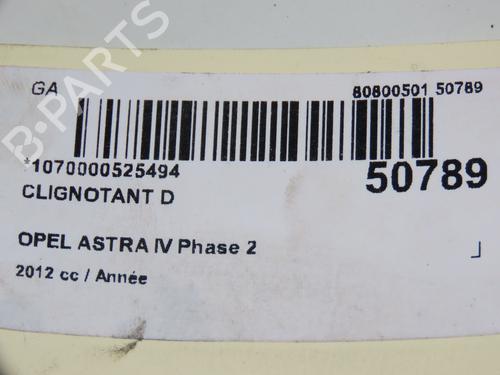 GA
80800501 50789
*1070000525494
50789
CLIGNOTANT D
OPEL ASTRA IV Phase 2
2012 cc / Année
B-PARTS